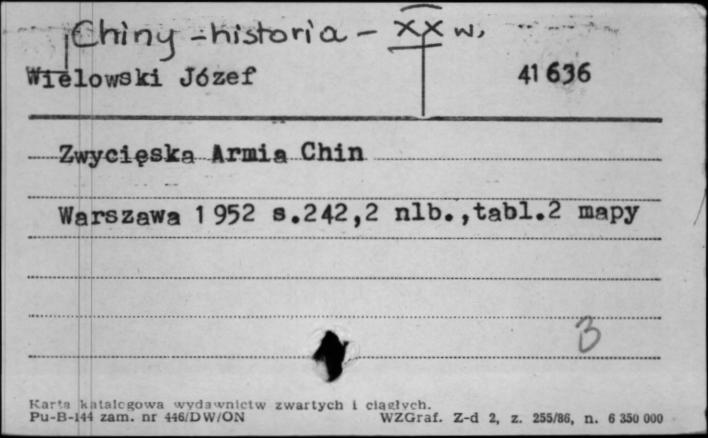 Chiny - historia - XX w.
Wielowski Józef 41 636
Zwycięska Armia Chin
Warszawa 1952 s.242,2 nlb.,tabl.2 mapy
3
Karta katalogowa wydawnictw zwartych i ciągłych.
Pu-B-144 zam. nr 446/DW/ON WZGraf. Z-d 2, z. 255/86, n. 6 350 000